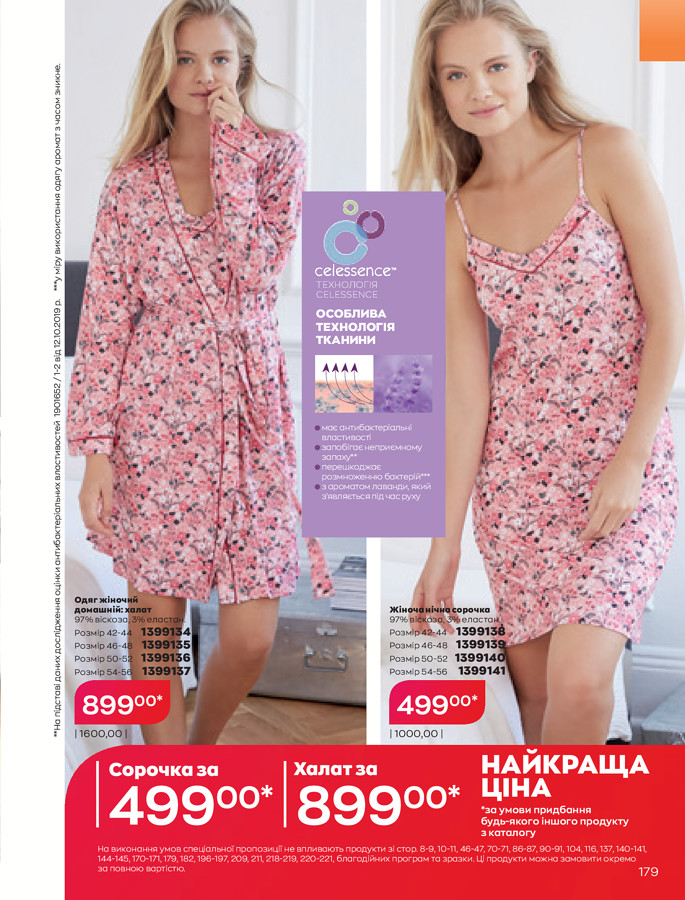 **На підставі даних дослідження оцінки антибактеріальних властивостей 1901652 / 1-2 від 12.10.2019 р. ***у міру використання одягу аромат з часом зникне.
celessence™
ТЕХНОЛОГІЯ
CELESSENCE
ОСОБЛИВА
ТЕХНОЛОГІЯ
ТКАНИНИ
має антибактеріальні
властивості
запобігає неприємному
запаху**
перешкоджає
розмноженню бактерій***
з ароматом лаванди, який
з'являється під час руху
Одяг жіночий
домашній: халат
97% віскоза, 3% еластан.
Розмір 42-44 1399134
Розмір 46-48 1399135
Розмір 50-52 1399136
Розмір 54-56 1399137
89900*
| 1600,00 |
Жіноча нічна сорочка
97% віскоза, 3% еластан.
Розмір 42-44 1399138
Розмір 46-48 1399139
Розмір 50-52 1399140
Розмір 54-56 1399141
49900*
| 1000,00 |
Сорочка за
49900*
Халат за
89900*
НАЙКРАЩА
ЦІНА
*за умови придбання
будь-якого іншого продукту
з каталогу
На виконання умов спеціальної пропозиції не впливають продукти зі стор. 8-9, 10-11, 46-47, 70-71, 86-87, 90-91, 104, 116, 137, 140-141,
144-145, 170-171, 179, 182, 196-197, 209, 211, 218-219, 220-221, благодійних програм та зразки. Ці продукти можна замовити окремо
за повною вартістю.
179